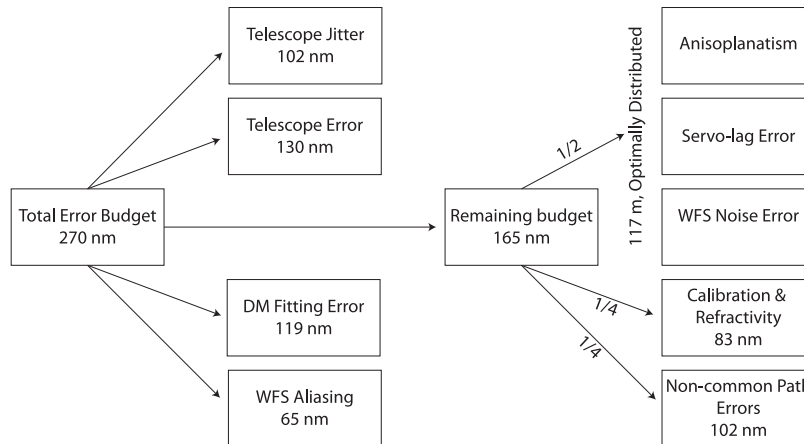 Telescope Jitter
102 nm
Telescope Error
130 nm
Total Error Budget
270 nm
DM Fitting Error
119 nm
WFS Aliasing
65 nm
Remaining budget
165 nm
1/2
1/4
1/4
117 m, Optimally Distributed
Anisoplanatism
Servo-lag Error
WFS Noise Error
Calibration &
Refractivity
83 nm
Non-common Path
Errors
102 nm